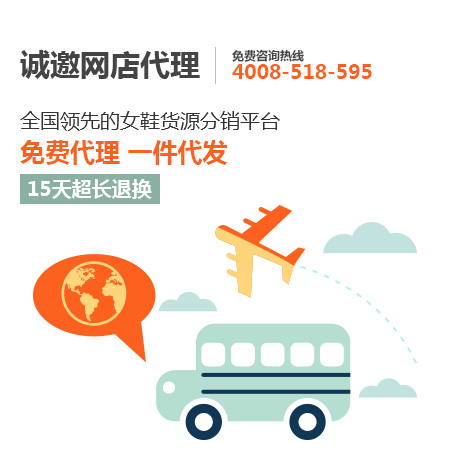 诚邀网店代理
免费咨询热线
4008-518-595
全国领先的女鞋货源分销平台
免费代理 一件代发
15天超长退换